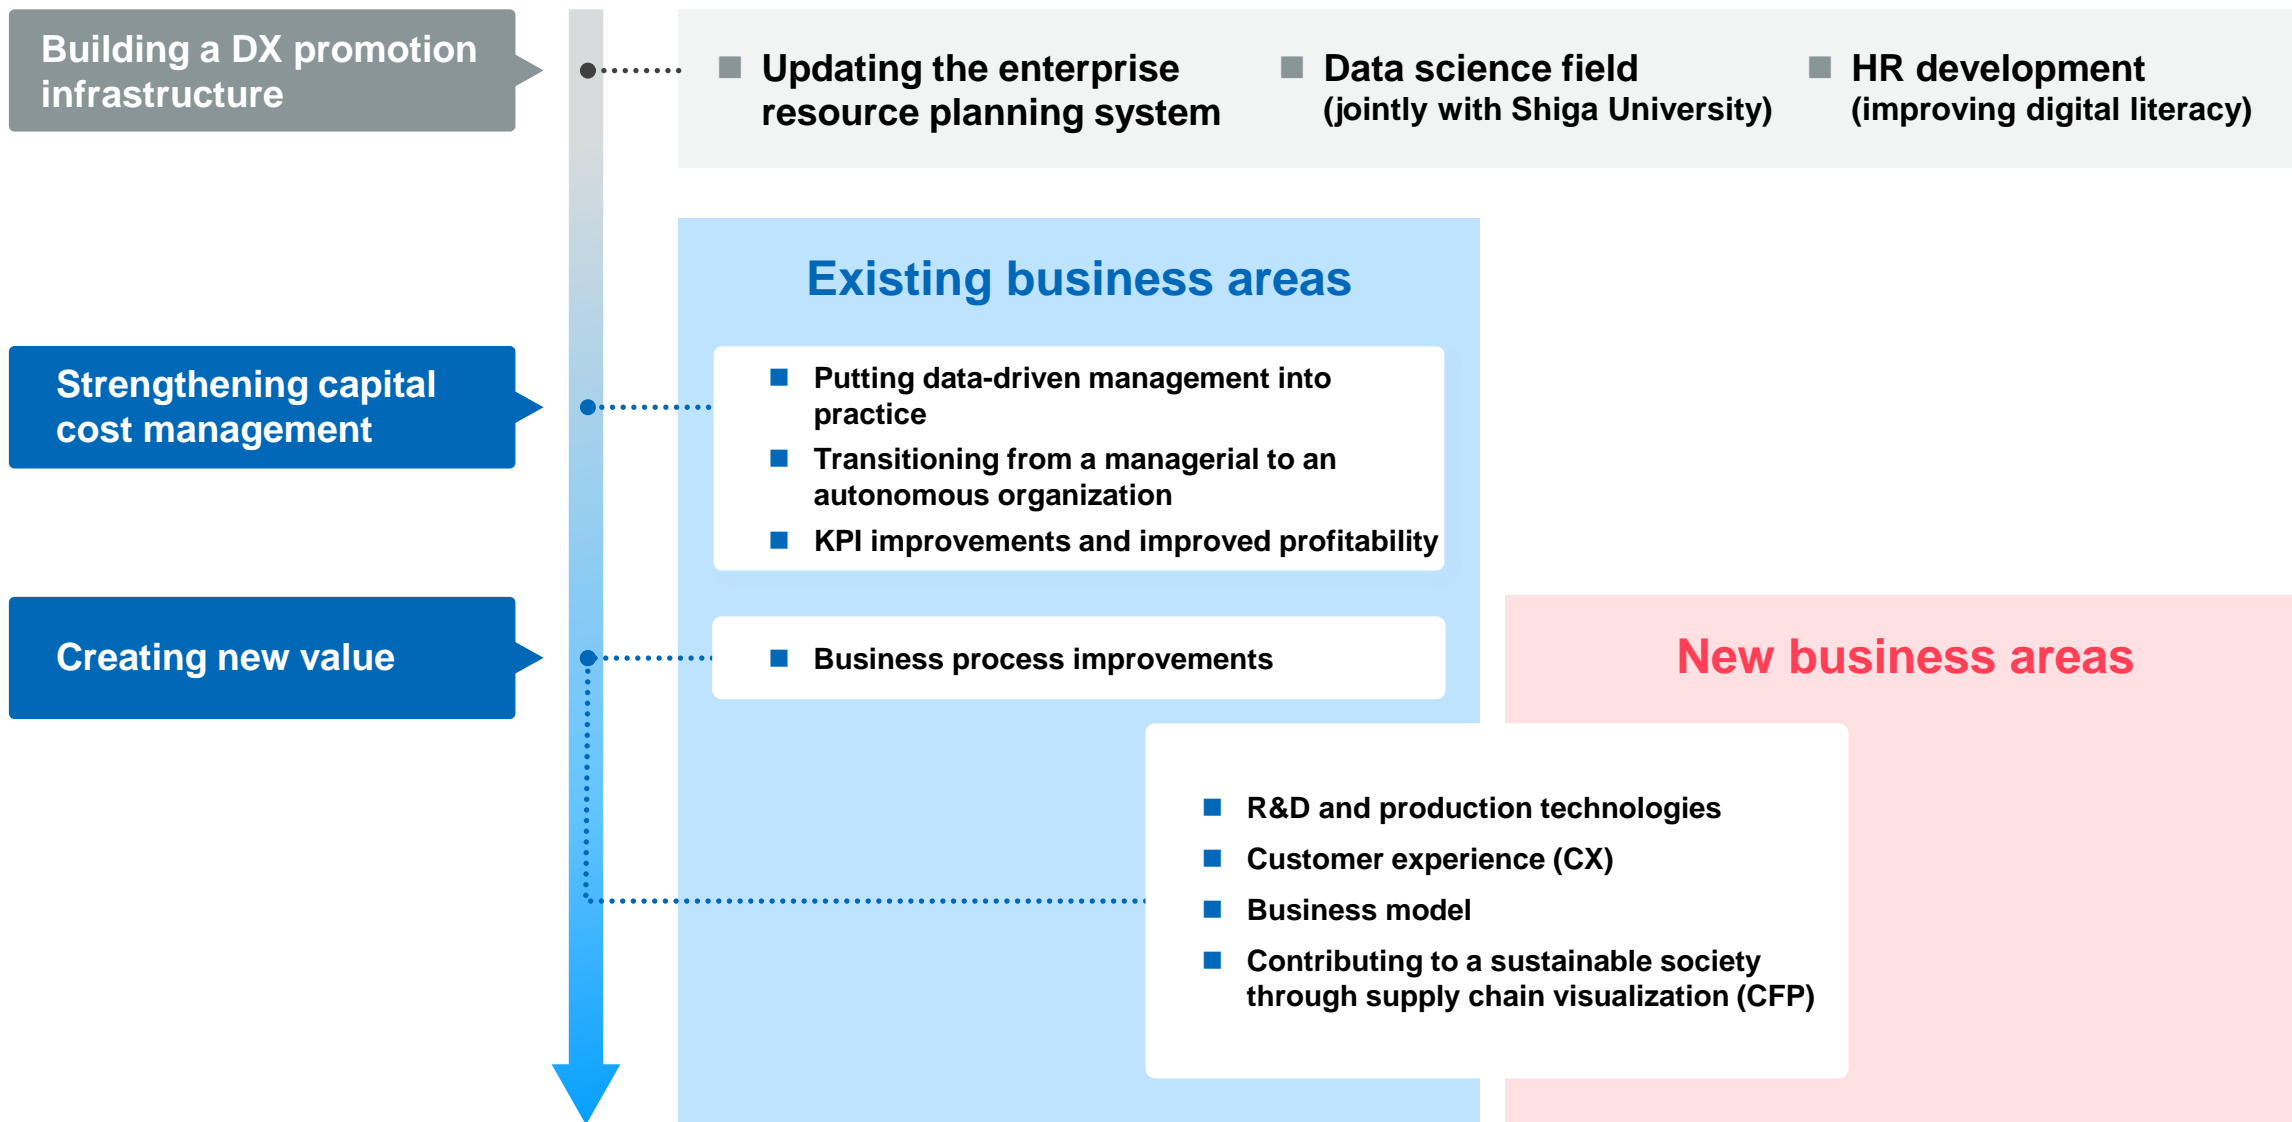 Building a DX promotion
infrastructure
■ Updating the enterprise
resource planning system
■ Data science field
(jointly with Shiga University)
■ HR development
(improving digital literacy)
Existing business areas
Strengthening capital
cost management
■ Putting data-driven management into
practice
■ Transitioning from a managerial to an
autonomous organization
■ KPI improvements and improved profitability
Creating new value
■ Business process improvements
New business areas
■ R&D and production technologies
■ Customer experience (CX)
■ Business model
■ Contributing to a sustainable society
through supply chain visualization (CFP)